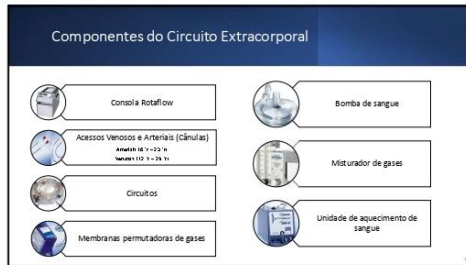 Componentes do Circuito Extracorporal
Consola Rotaflow
Acessos Venosos e Arteriais (Cânulas)
Circuitos
Membranas permutadoras de gases
Bomba de sangue
Misturador de gases
Unidade de aquecimento de
sangue